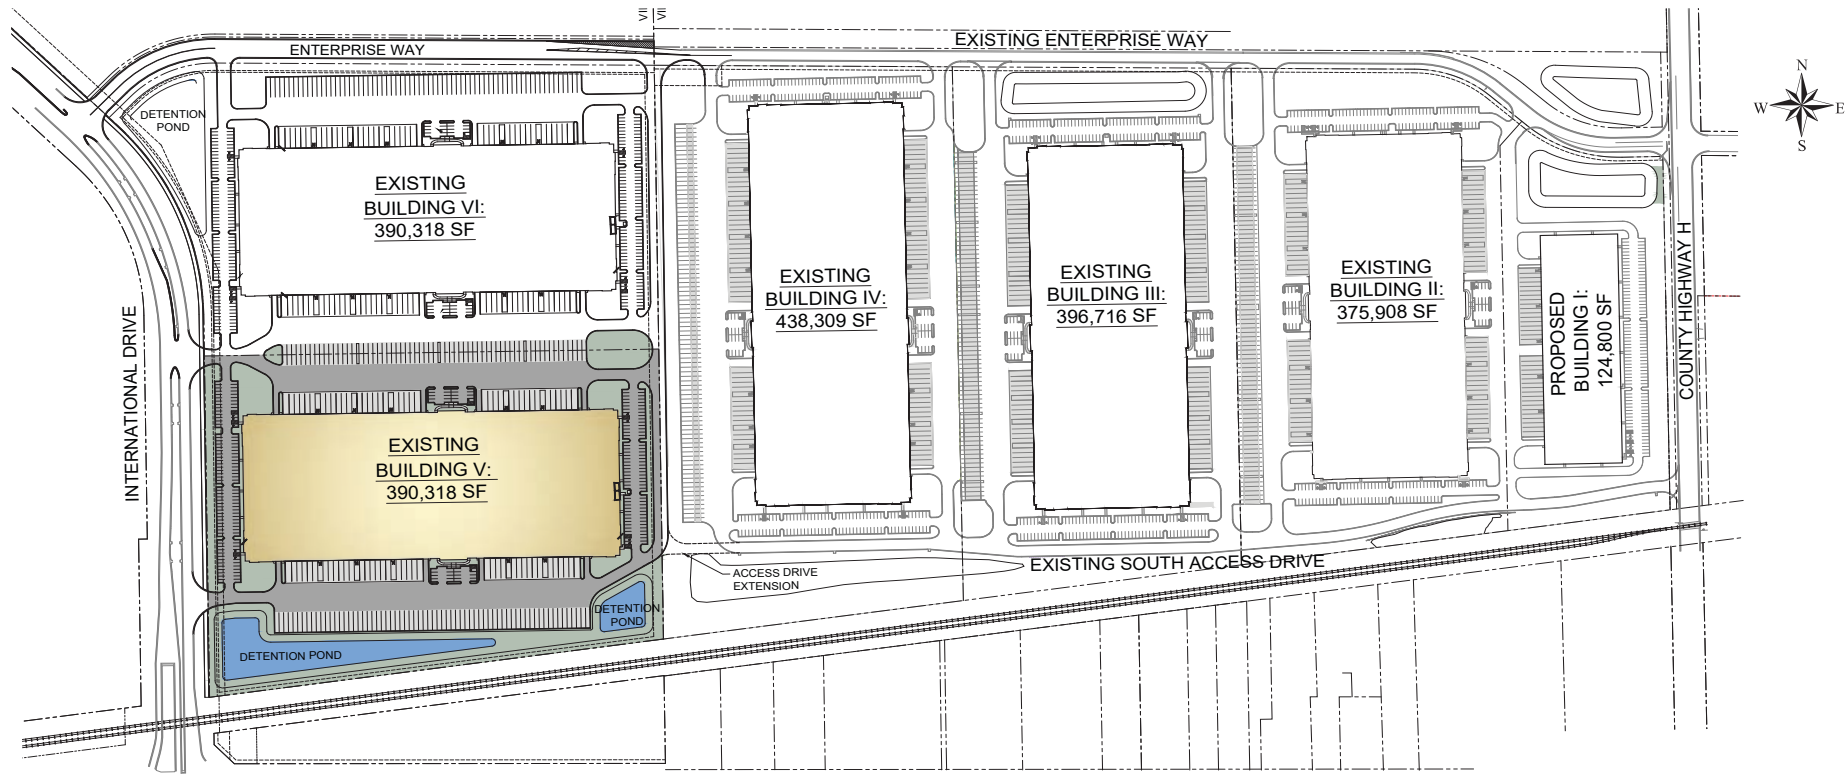 VII
VII
ENTERPRISE WAY
EXISTING ENTERPRISE WAY
N
W
E
S
DETENTION
POND
EXISTING
BUILDING VI:
390,318 SF
EXISTING
BUILDING IV:
438,309 SF
EXISTING
BUILDING III:
396,716 SF
EXISTING
BUILDING II:
375,908 SF
PROPOSED
BUILDING I:
124,800 SF
COUNTY HIGHWAY H
INTERNATIONAL DRIVE
EXISTING
BUILDING V:
390,318 SF
ACCESS DRIVE
EXTENSION
EXISTING SOUTH ACCESS DRIVE
DETENTION
POND
DETENTION POND